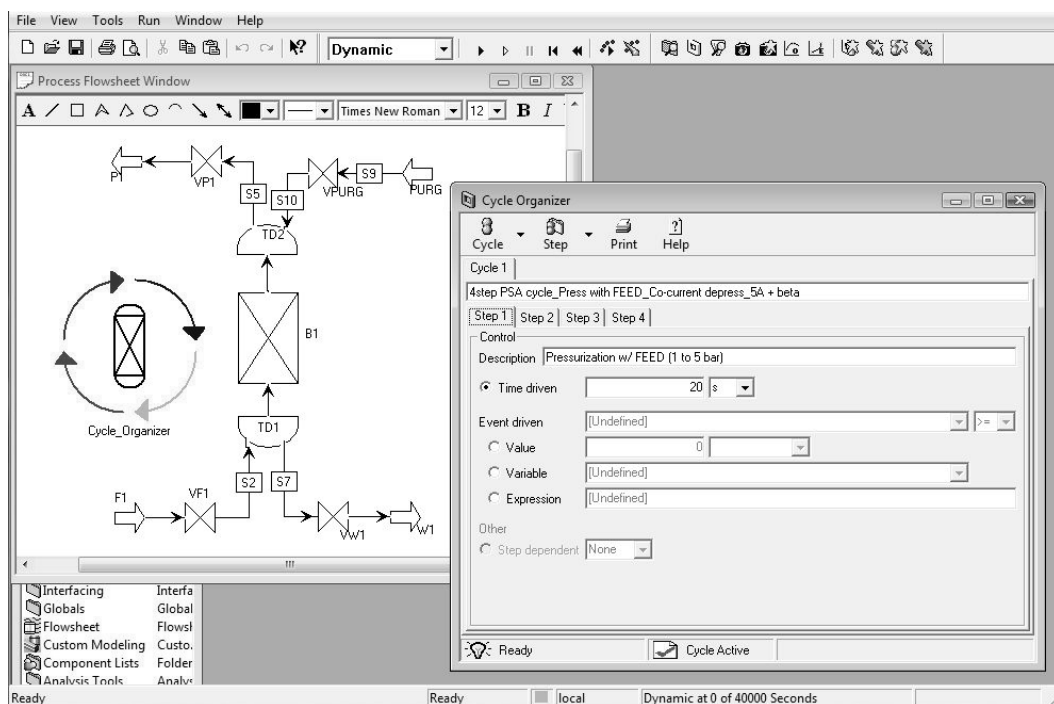 File View Tools Run Window Help
Dynamic
Process Flowsheet Window
A Times New Roman 12 B I
P1 VP1 S5 S10 VPURG S9 PURG
TD2
B1
Cycle_Organizer
TD1
F1 VF1 S2 S7 VW1 W1
Interfacing Interfa
Globals Global
Flowsheet Flowsh
Custom Modeling Custo.
Component Lists Folder
Analysis Tools Analys
Cycle Organizer
Cycle Step Print Help
Cycle 1
4step PSA cycle_Press with FEED_Co-current depress_5A + beta
Step 1 Step 2 Step 3 Step 4
Control
Description Pressurization w/ FEED (1 to 5 bar)
Time driven 20 s
Event driven [Undefined] >=
Value 0
Variable [Undefined]
Expression [Undefined]
Other
Step dependent None
Ready Cycle Active
Ready Ready local Dynamic at 0 of 40000 Seconds